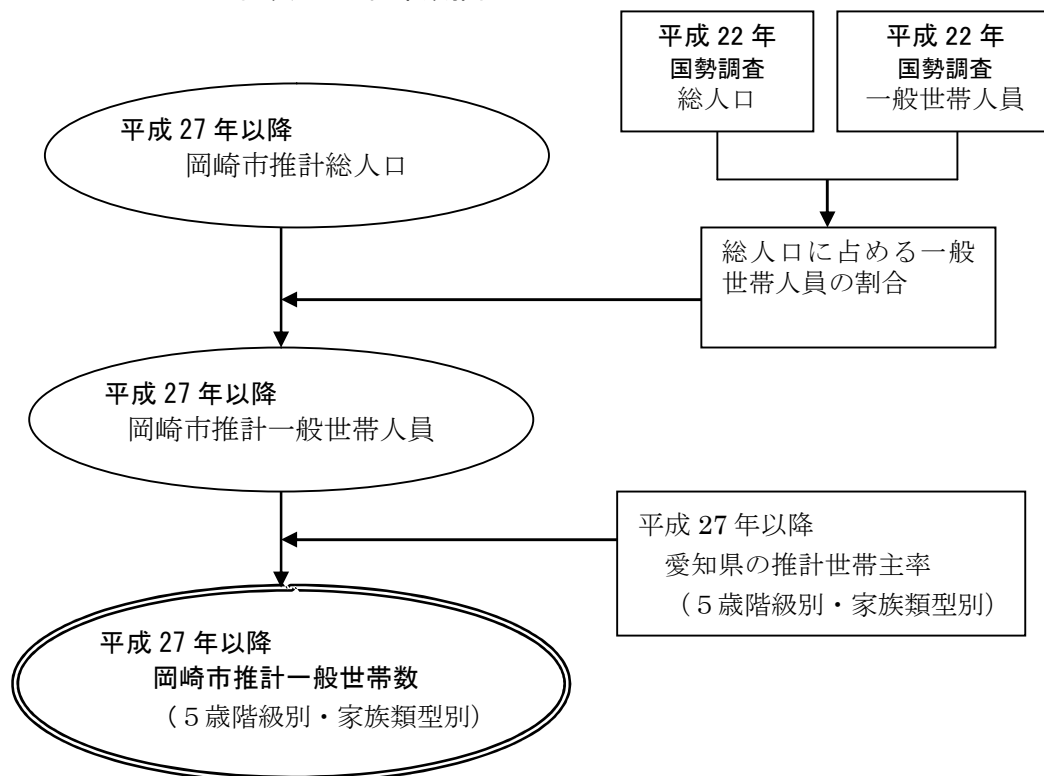 平成 22 年
国勢調査
総人口
平成 22 年
国勢調査
一般世帯人員
平成 27 年以降
岡崎市推計総人口
総人口に占める一般
世帯人員の割合
平成 27 年以降
岡崎市推計一般世帯人員
平成 27 年以降
愛知県の推計世帯主率
（５歳階級別・家族類型別）
平成 27 年以降
岡崎市推計一般世帯数
（５歳階級別・家族類型別）